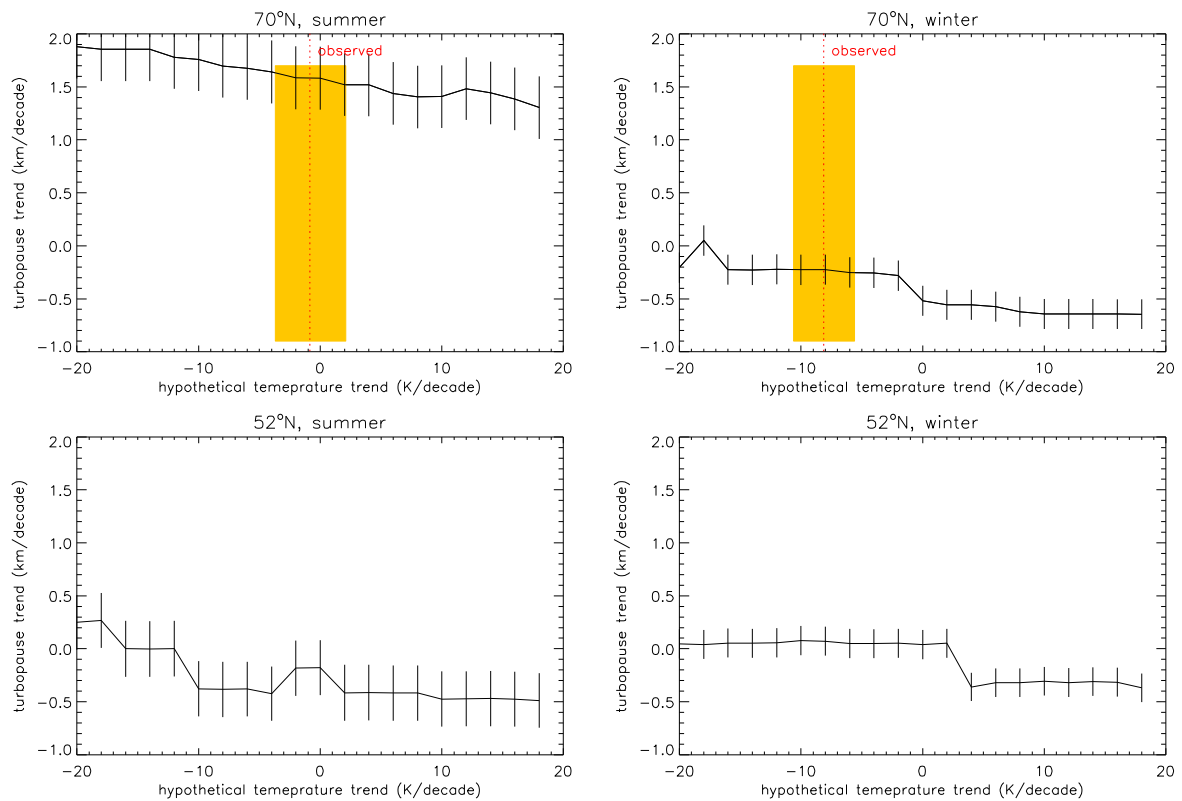 70°N, summer
observed
2.0
1.5
1.0
0.5
0.0
−0.5
−1.0
turbopause trend (km/decade)
−20 −10 0 10 20
hypothetical temeprature trend (K/decade)
70°N, winter
observed
2.0
1.5
1.0
0.5
0.0
−0.5
−1.0
turbopause trend (km/decade)
−20 −10 0 10 20
hypothetical temeprature trend (K/decade)
52°N, summer
2.0
1.5
1.0
0.5
0.0
−0.5
−1.0
turbopause trend (km/decade)
−20 −10 0 10 20
hypothetical temeprature trend (K/decade)
52°N, winter
2.0
1.5
1.0
0.5
0.0
−0.5
−1.0
turbopause trend (km/decade)
−20 −10 0 10 20
hypothetical temeprature trend (K/decade)